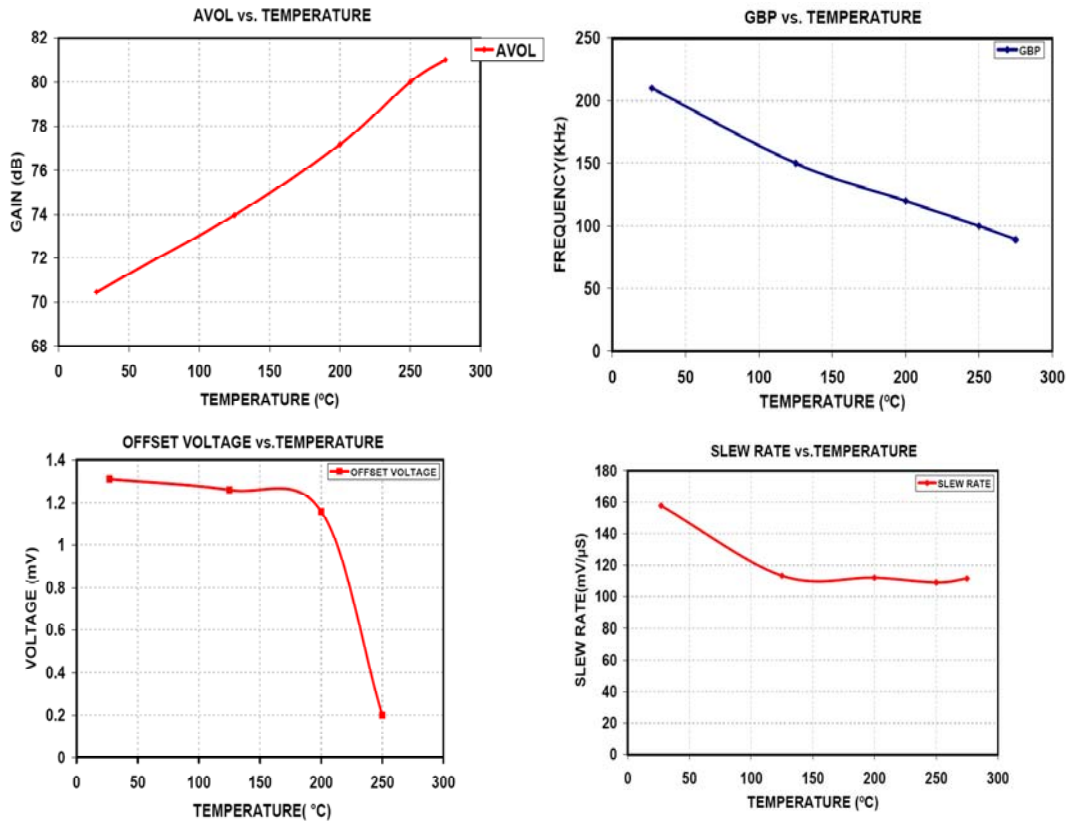 AVOL vs. TEMPERATURE
82
80
78
76
74
72
70
68
GAIN (dB)
AVOL
0 50 100 150 200 250 300
TEMPERATURE (ºC)
GBP vs. TEMPERATURE
250
200
150
100
50
0
FREQUENCY(KHz)
GBP
0 50 100 150 200 250 300
TEMPERATURE (ºC)
OFFSET VOLTAGE vs.TEMPERATURE
1.4
1.2
1
0.8
0.6
0.4
0.2
0
VOLTAGE (mV)
OFFSET VOLTAGE
0 50 100 150 200 250 300
TEMPERATURE( °C)
SLEW RATE vs.TEMPERATURE
180
160
140
120
100
80
60
40
20
0
SLEW RATE(mV/µS)
SLEW RATE
0 50 100 150 200 250 300
TEMPERATURE (ºC)